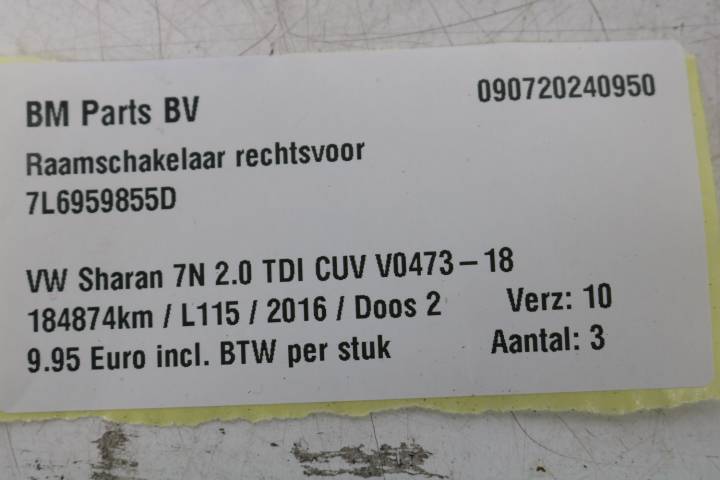 BM Parts BV 090720240950
Raamschakelaar rechtsvoor
7L6959855D
VW Sharan 7N 2.0 TDI CUV V0473-18
184874km / L115 / 2016 / Doos 2 Verz: 10
9.95 Euro incl. BTW per stuk Aantal: 3